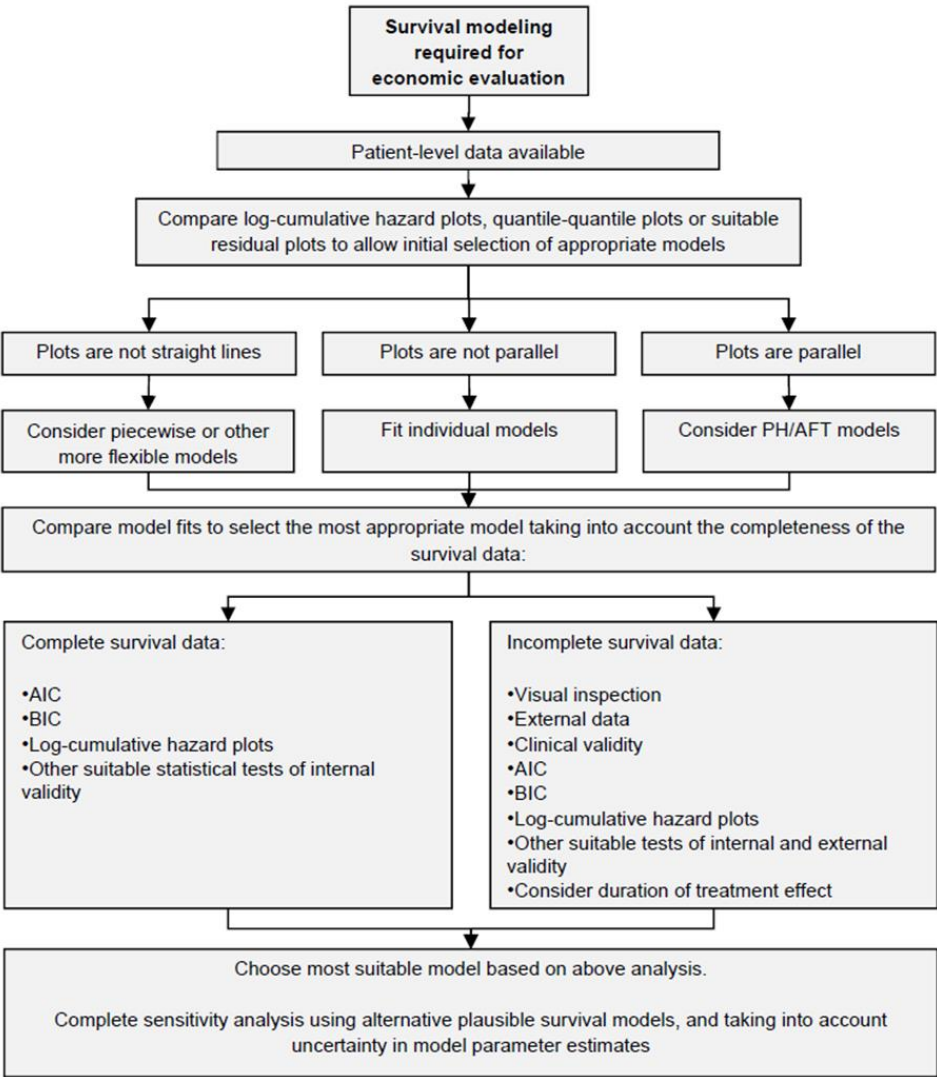 Survival modeling
required for
economic evaluation
Patient-level data available
Compare log-cumulative hazard plots, quantile-quantile plots or suitable
residual plots to allow initial selection of appropriate models
Plots are not straight lines
Plots are not parallel
Plots are parallel
Consider piecewise or other
more flexible models
Fit individual models
Consider PH/AFT models
Compare model fits to select the most appropriate model taking into account the completeness of the
survival data:
Complete survival data:
•AIC
•BIC
•Log-cumulative hazard plots
•Other suitable statistical tests of internal
validity
Incomplete survival data:
•Visual inspection
•External data
•Clinical validity
•AIC
•BIC
•Log-cumulative hazard plots
•Other suitable tests of internal and external
validity
•Consider duration of treatment effect
Choose most suitable model based on above analysis.
Complete sensitivity analysis using alternative plausible survival models, and taking into account
uncertainty in model parameter estimates